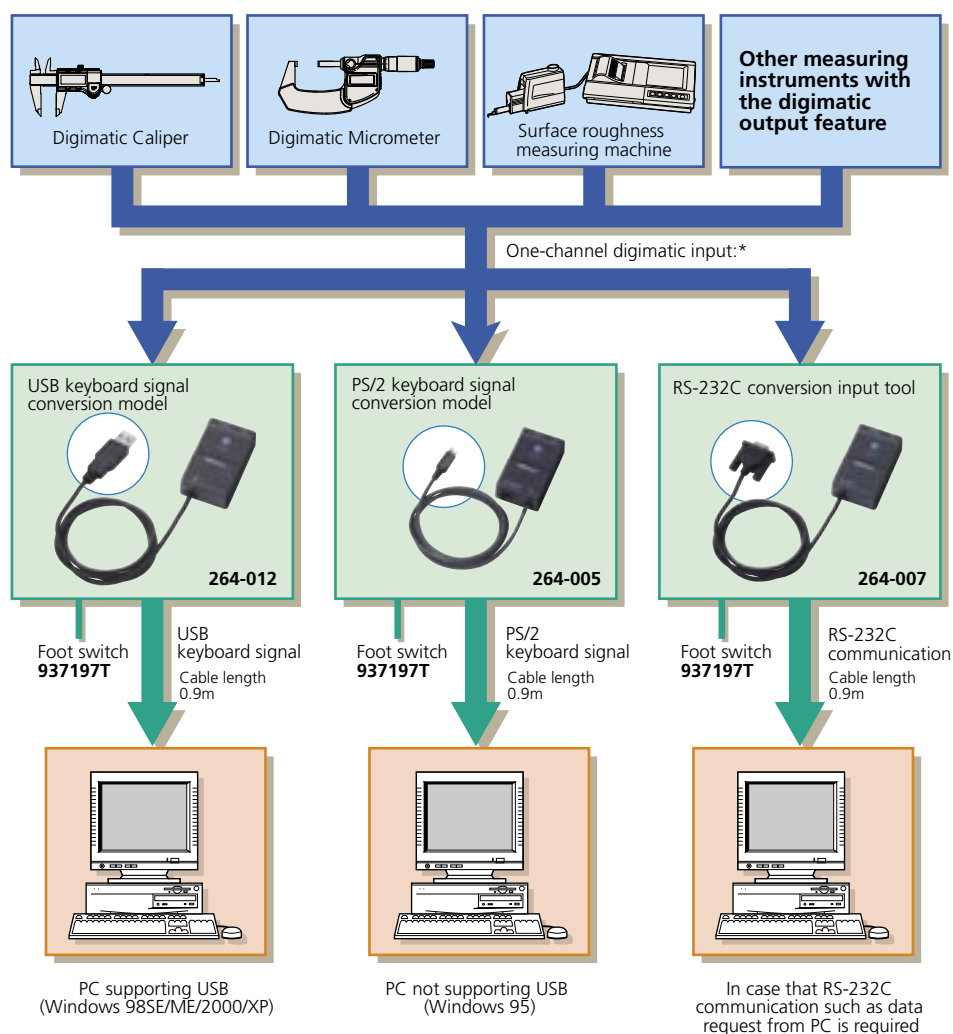 Digimatic Caliper
Digimatic Micrometer
Surface roughness
measuring machine
Other measuring
instruments with
the digimatic
output feature
One-channel digimatic input:*
USB keyboard signal
conversion model
264-012
PS/2 keyboard signal
conversion model
264-005
RS-232C conversion input tool
264-007
Foot switch
937197T
USB
keyboard signal
Cable length
0.9m
Foot switch
937197T
PS/2
keyboard signal
Cable length
0.9m
Foot switch
937197T
RS-232C
communication
Cable length
0.9m
PC supporting USB
(Windows 98SE/ME/2000/XP)
PC not supporting USB
(Windows 95)
In case that RS-232C
communication such as data
request from PC is required